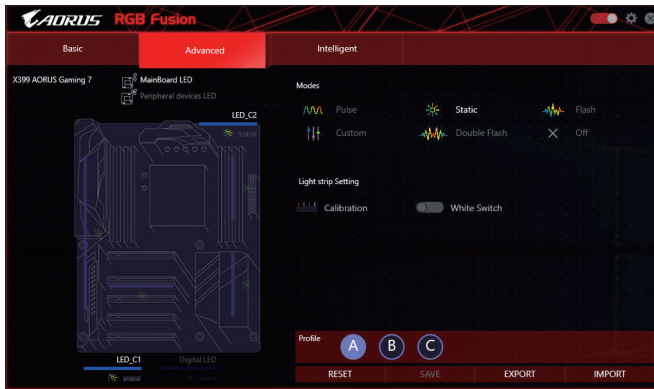 AORUS RGB Fusion
Basic Advanced Intelligent
X399 AORUS Gaming 7
MainBoard LED
Peripheral devices LED
LED_C2
Modes
Pulse Static Flash
Custom Double Flash Off
Light strip Setting
Calibration White Switch
Profile A B C
LED_C1 Digital LED
RESET SAVE EXPORT IMPORT